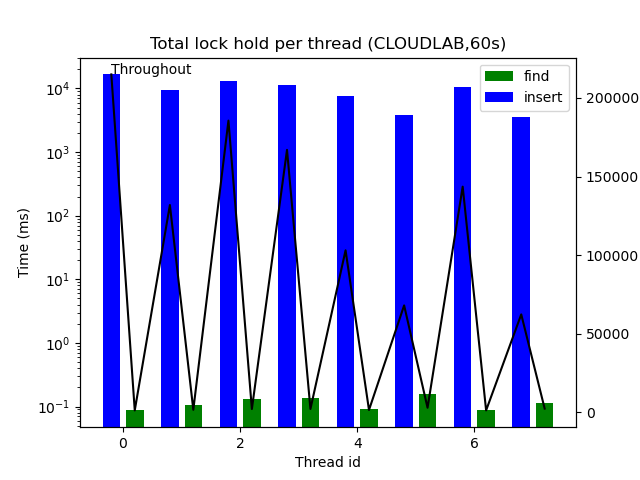 Total lock hold per thread (CLOUDLAB,60s)
Throughout
find
insert
Time (ms)
10^4
10^3
10^2
10^1
10^0
10^-1
200000
150000
100000
50000
0
0 2 4 6
Thread id